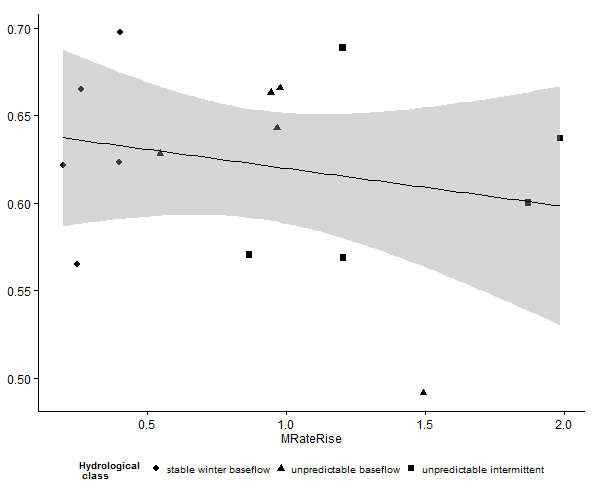 0.70
0.65
0.60
0.55
0.50
0.5 1.0 1.5 2.0
MRateRise
Hydrological
class
stable winter baseflow unpredictable baseflow unpredictable intermittent